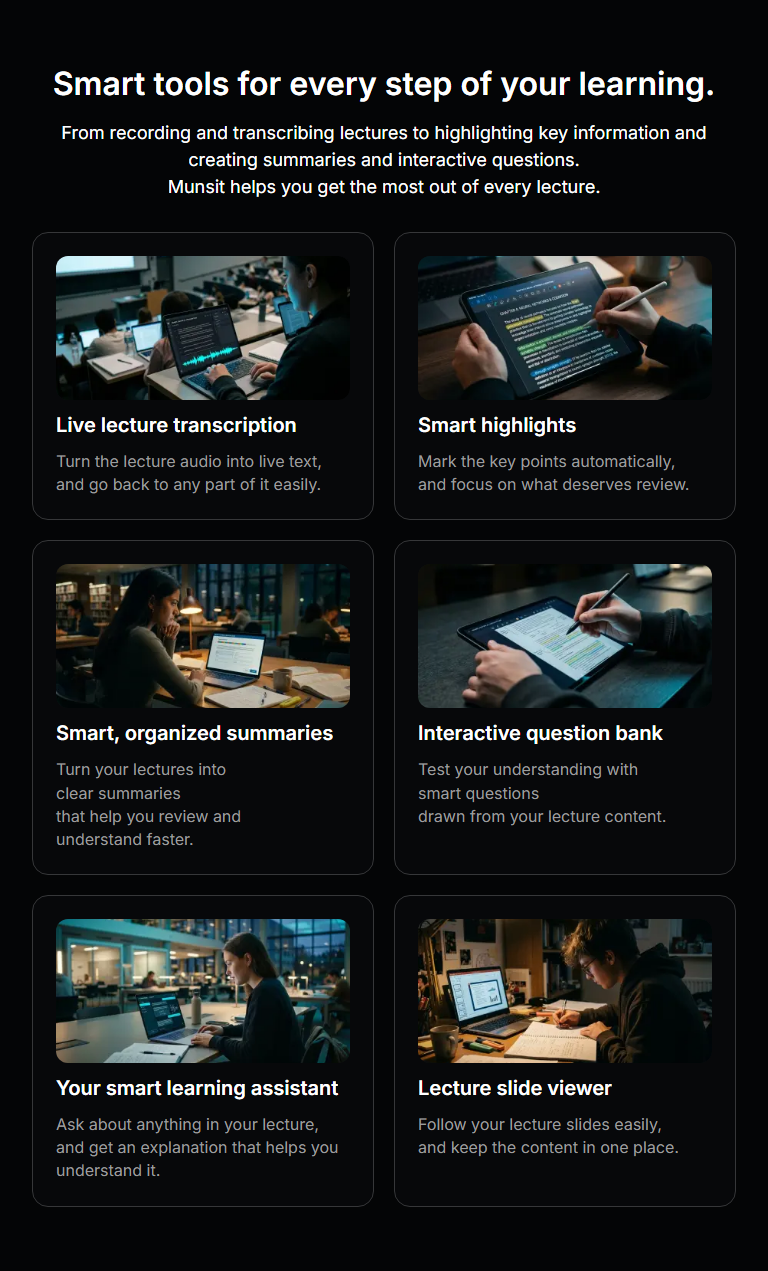 Smart tools for every step of your learning.
From recording and transcribing lectures to highlighting key information and
creating summaries and interactive questions.
Munsit helps you get the most out of every lecture.
Live lecture transcription
Turn the lecture audio into live text,
and go back to any part of it easily.
Smart highlights
Mark the key points automatically,
and focus on what deserves review.
Smart, organized summaries
Turn your lectures into
clear summaries
that help you review and
understand faster.
Interactive question bank
Test your understanding with
smart questions
drawn from your lecture content.
Your smart learning assistant
Ask about anything in your lecture,
and get an explanation that helps you
understand it.
Lecture slide viewer
Follow your lecture slides easily,
and keep the content in one place.